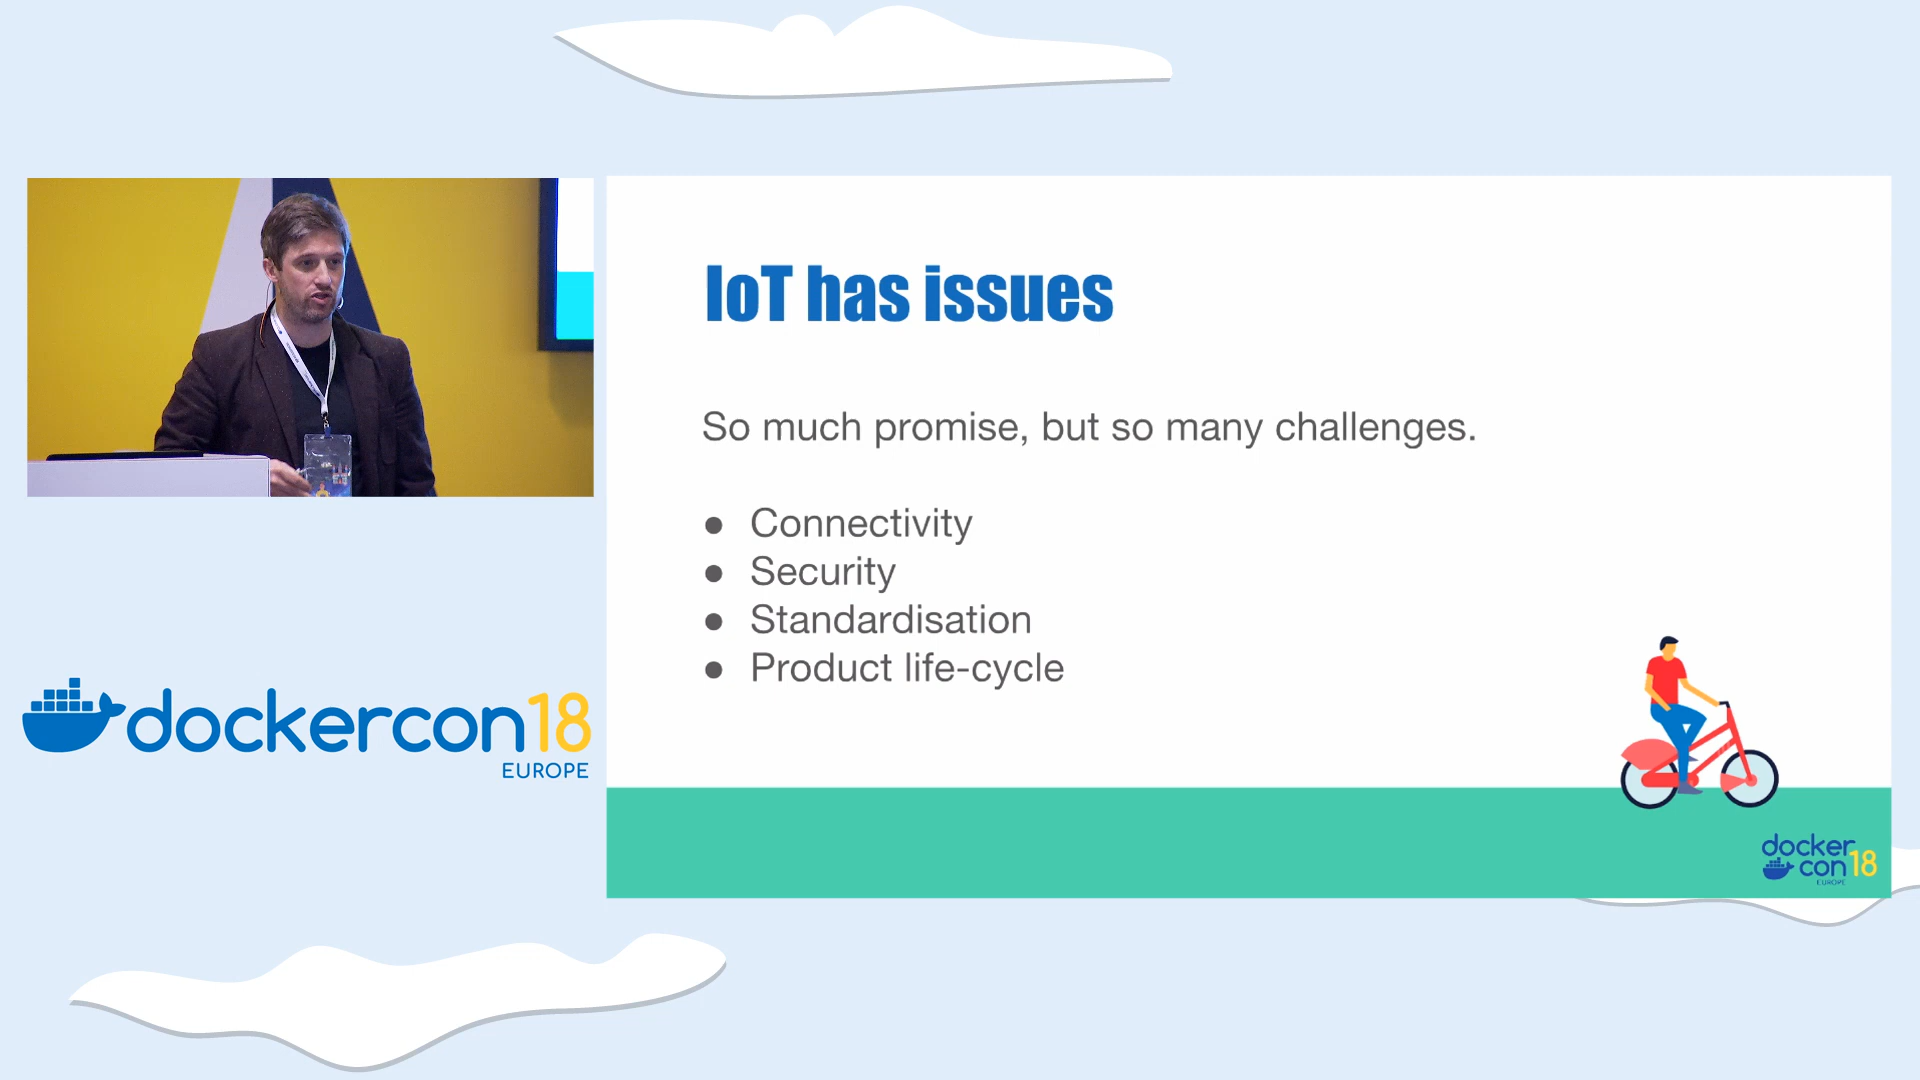 IoT has issues
So much promise, but so many challenges.
● Connectivity
● Security
● Standardisation
● Product life-cycle
dockercon18
EUROPE
docker
con18
EUROPE